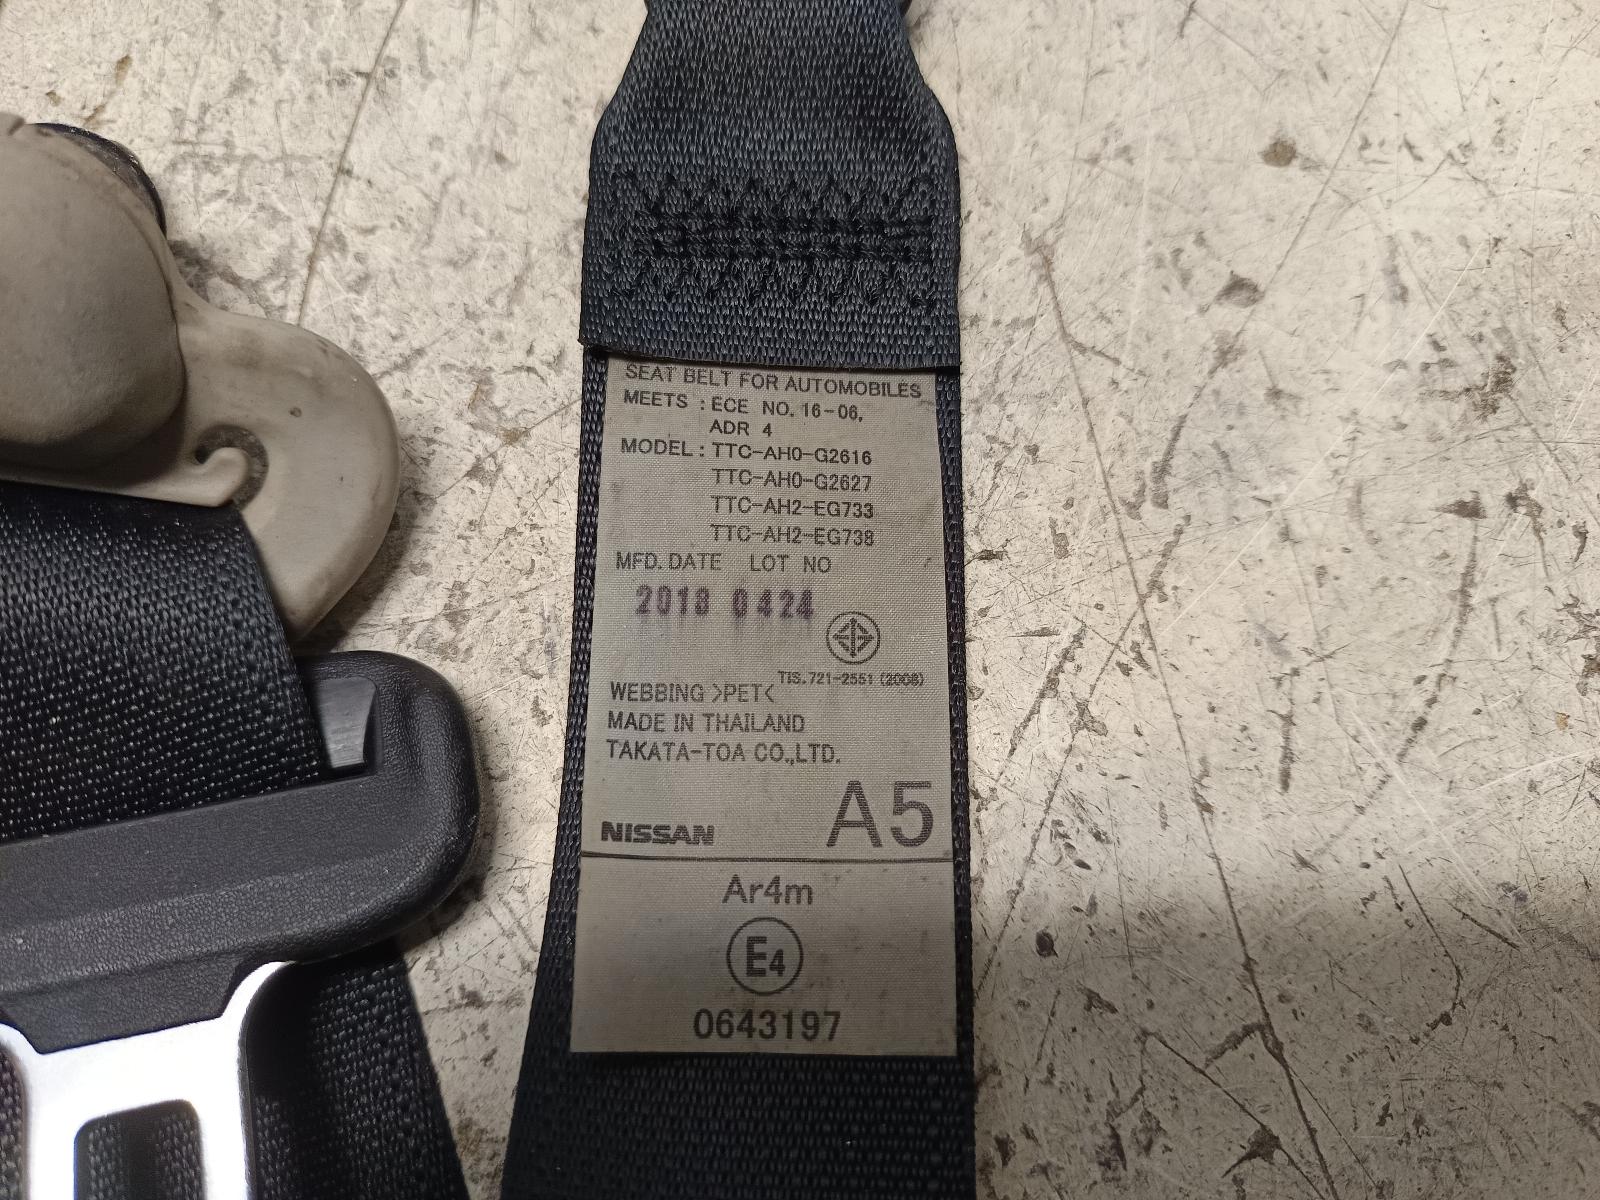 SEAT BELT FOR AUTOMOBILES
MEETS : ECE NO. 16-06,
ADR 4
MODEL : TTC-AH0-G2616
TTC-AH0-G2627
TTC-AH2-EG733
TTC-AH2-EG738
MFD. DATE LOT NO
2018 0424
TIS.721-2551 (2008)
WEBBING >PET<
MADE IN THAILAND
TAKATA-TOA CO.,LTD.
A5
NISSAN
Ar4m
E4
0643197